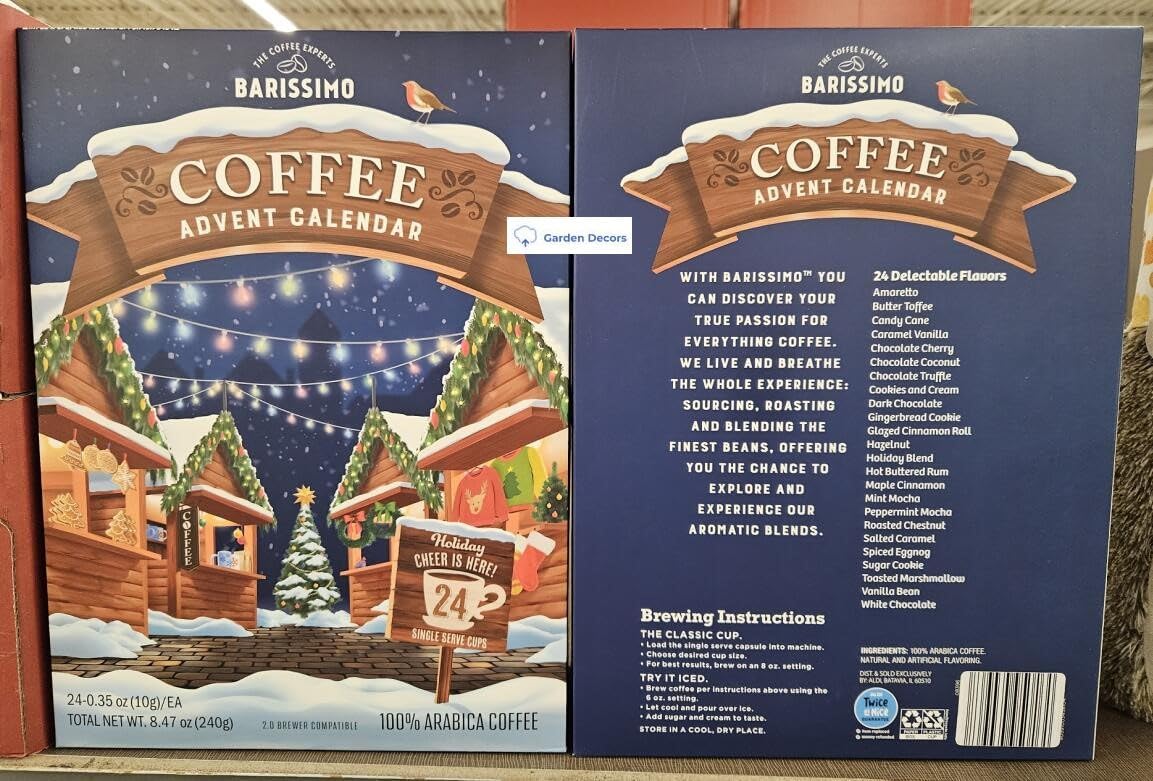 THE COFFEE EXPERTS
BARISSIMO
COFFEE
ADVENT CALENDAR
COFFEE
Holiday
CHEER IS HERE!
24
SINGLE SERVE CUPS
24-0.35 oz (10g)/EA
TOTAL NET WT. 8.47 oz (240g)
2.0 BREWER COMPATIBLE
100% ARABICA COFFEE
Garden Decors
THE COFFEE EXPERTS
BARISSIMO
COFFEE
ADVENT CALENDAR
WITH BARISSIMO™ YOU
CAN DISCOVER YOUR
TRUE PASSION FOR
EVERYTHING COFFEE.
WE LIVE AND BREATHE
THE WHOLE EXPERIENCE:
SOURCING, ROASTING
AND BLENDING THE
FINEST BEANS, OFFERING
YOU THE CHANCE TO
EXPLORE AND
EXPERIENCE OUR
AROMATIC BLENDS.
24 Delectable Flavors
Amaretto
Butter Toffee
Candy Cane
Caramel Vanilla
Chocolate Cherry
Chocolate Coconut
Chocolate Truffle
Cookies and Cream
Dark Chocolate
Gingerbread Cookie
Glazed Cinnamon Roll
Hazelnut
Holiday Blend
Hot Buttered Rum
Maple Cinnamon
Mint Mocha
Peppermint Mocha
Roasted Chestnut
Salted Caramel
Spiced Eggnog
Sugar Cookie
Toasted Marshmallow
Vanilla Bean
White Chocolate
Brewing Instructions
THE CLASSIC CUP.
• Load the single serve capsule into machine.
• Choose desired cup size.
• For best results, brew on an 8 oz. setting.
TRY IT ICED.
• Brew coffee per instructions above using the
6 oz. setting.
• Let cool and pour over ice.
• Add sugar and cream to taste.
STORE IN A COOL, DRY PLACE.
INGREDIENTS: 100% ARABICA COFFEE.
NATURAL AND ARTIFICIAL FLAVORING.
DIST. & SOLD EXCLUSIVELY
BY: ALDI, BATAVIA, IL 60510
Twice
as Nice
GUARANTEE
item replaced
money refunded
PAPER
BOX
PLASTIC
CUP